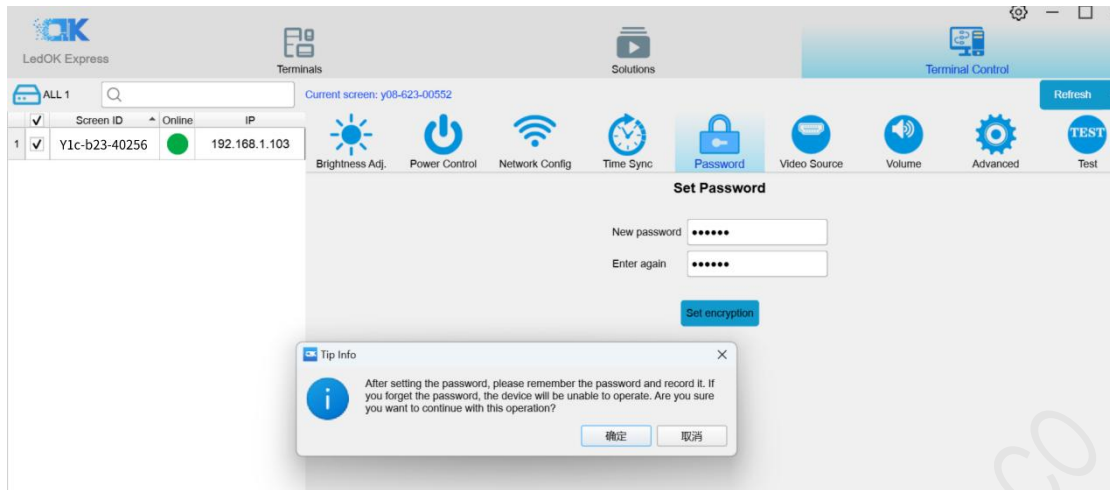 LedOK Express
Terminals
Solutions
Terminal Control
ALL 1
Current screen: y08-623-00552
Refresh
Screen ID Online IP
1 Y1c-b23-40256 192.168.1.103
Brightness Adj. Power Control Network Config Time Sync Password Video Source Volume Advanced Test
TEST
Set Password
New password ••••••
Enter again ••••••
Set encryption
Tip Info
After setting the password, please remember the password and record it. If
you forget the password, the device will be unable to operate. Are you sure
you want to continue with this operation?
确定 取消